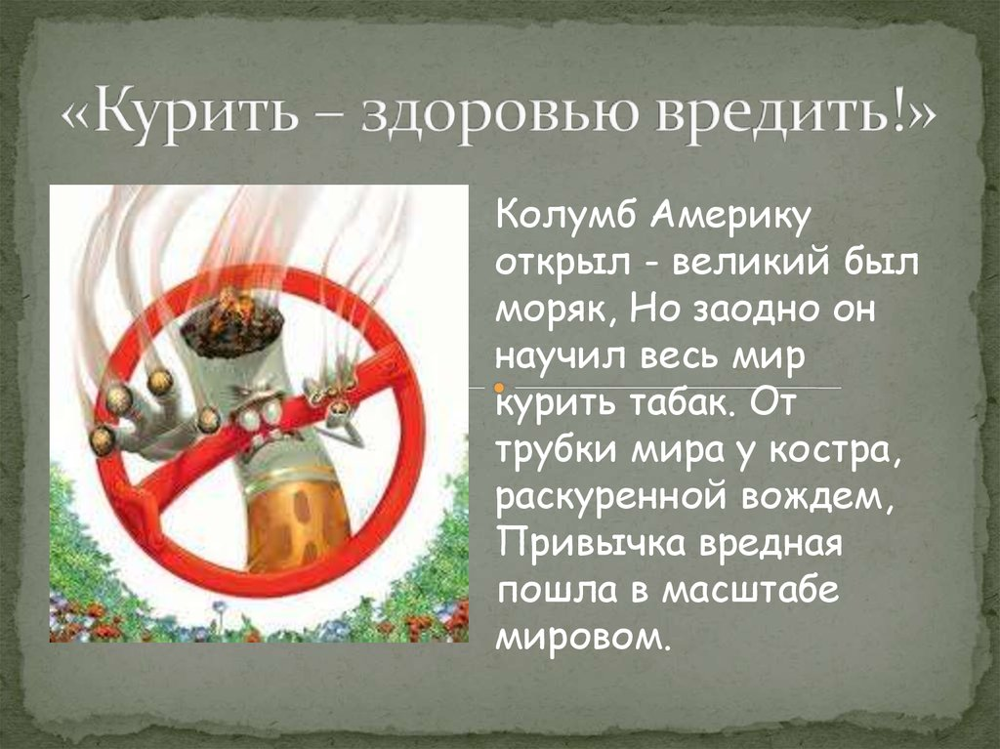 «Курить – здоровью вредить!»
Колумб Америку
открыл - великий был
моряк, Но заодно он
научил весь мир
курить табак. От
трубки мира у костра,
раскуренной вождем,
Привычка вредная
пошла в масштабе
мировом.